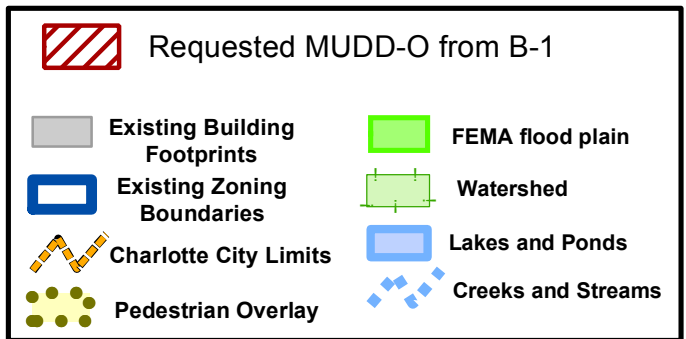 Requested MUDD-O from B-1
Existing Building
Footprints
Existing Zoning
Boundaries
Charlotte City Limits
Pedestrian Overlay
FEMA flood plain
Watershed
Lakes and Ponds
Creeks and Streams